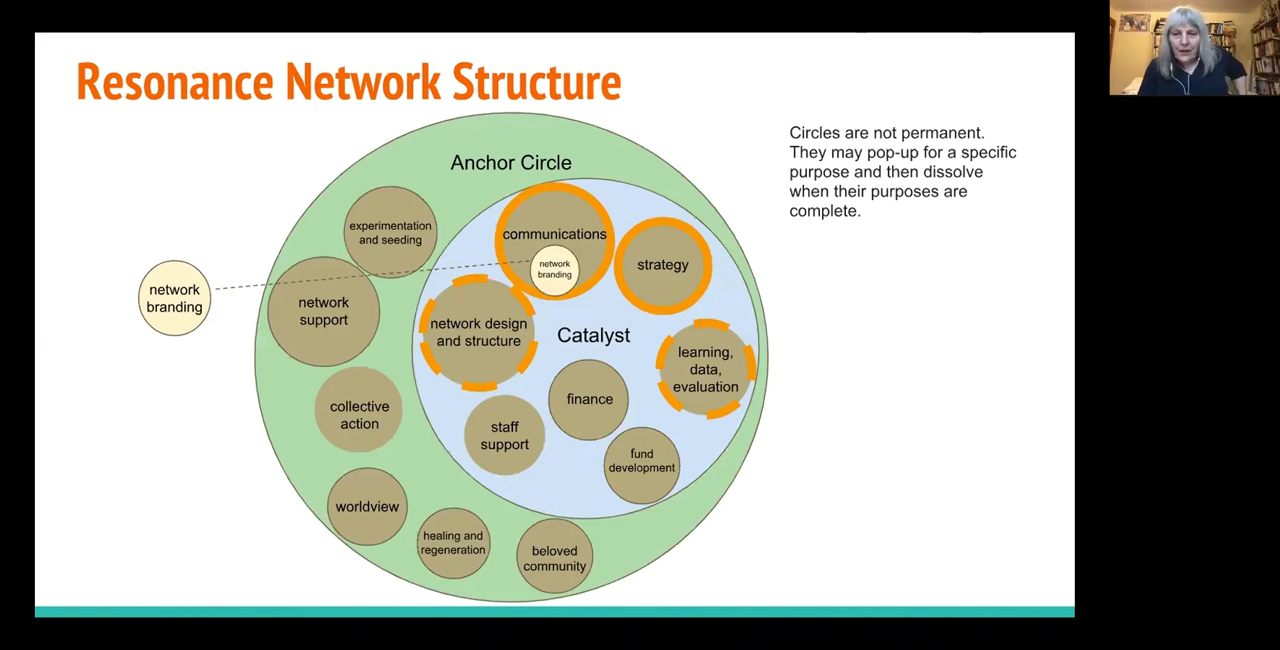 Resonance Network Structure
Circles are not permanent.
They may pop-up for a specific
purpose and then dissolve
when their purposes are
complete.
Anchor Circle
experimentation
and seeding
communications
network
branding
strategy
network
branding
network
support
network design
and structure
Catalyst
learning,
data,
evaluation
collective
action
finance
staff
support
fund
development
worldview
healing and
regeneration
beloved
community